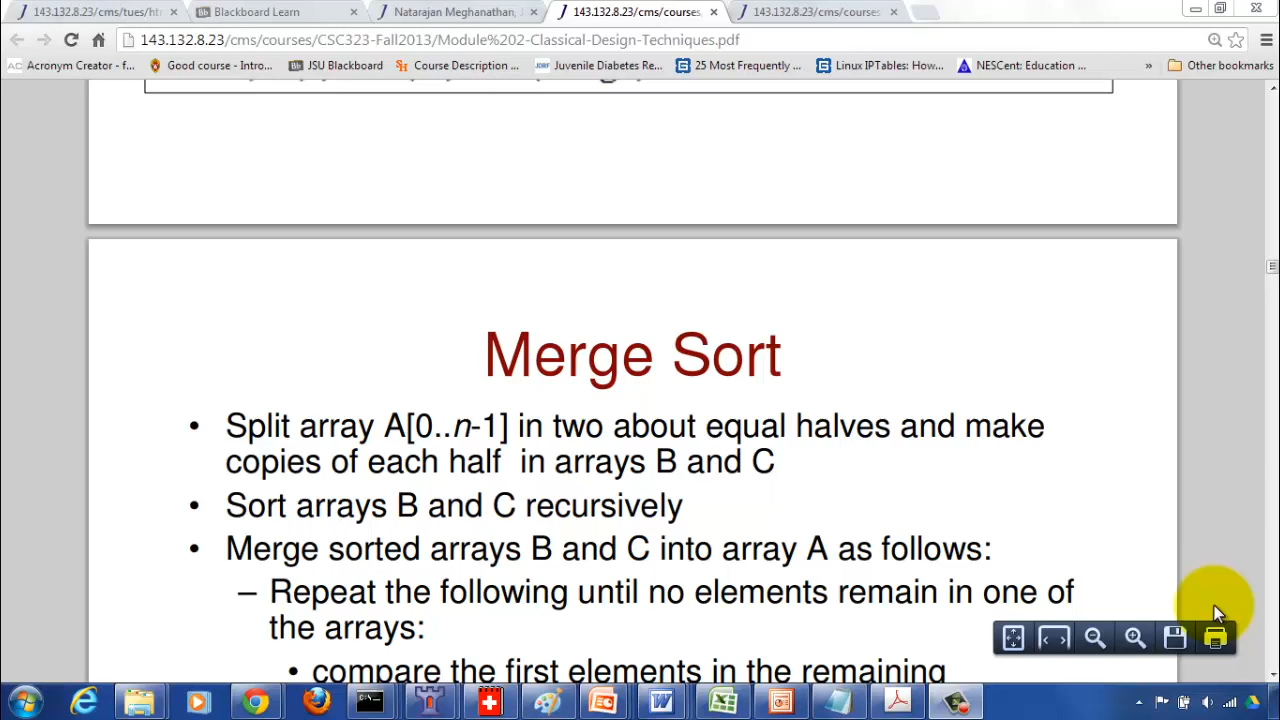 143.132.8.23/cms/tues/ht
Blackboard Learn
Natarajan Meghanathan, J
143.132.8.23/cms/courses
143.132.8.23/cms/courses
143.132.8.23/cms/courses/CSC323-Fall2013/Module%202-Classical-Design-Techniques.pdf
AC Acronym Creator - f...
Good course - Intro...
Bb JSU Blackboard
SH Course Description ...
JDRF Juvenile Diabetes Re...
25 Most Frequently ...
Linux IPTables: How...
NESCent: Education ...
»
Other bookmarks
Merge Sort
• Split array A[0..n-1] in two about equal halves and make
copies of each half in arrays B and C
• Sort arrays B and C recursively
• Merge sorted arrays B and C into array A as follows:
– Repeat the following until no elements remain in one of
the arrays:
• compare the first elements in the remaining